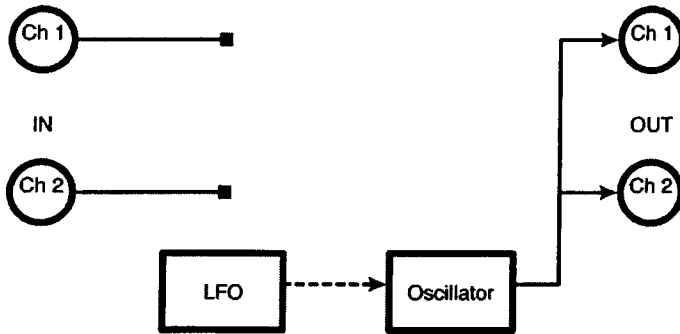 Ch 1
Ch 1
IN
OUT
Ch 2
Ch 2
LFO
Oscillator